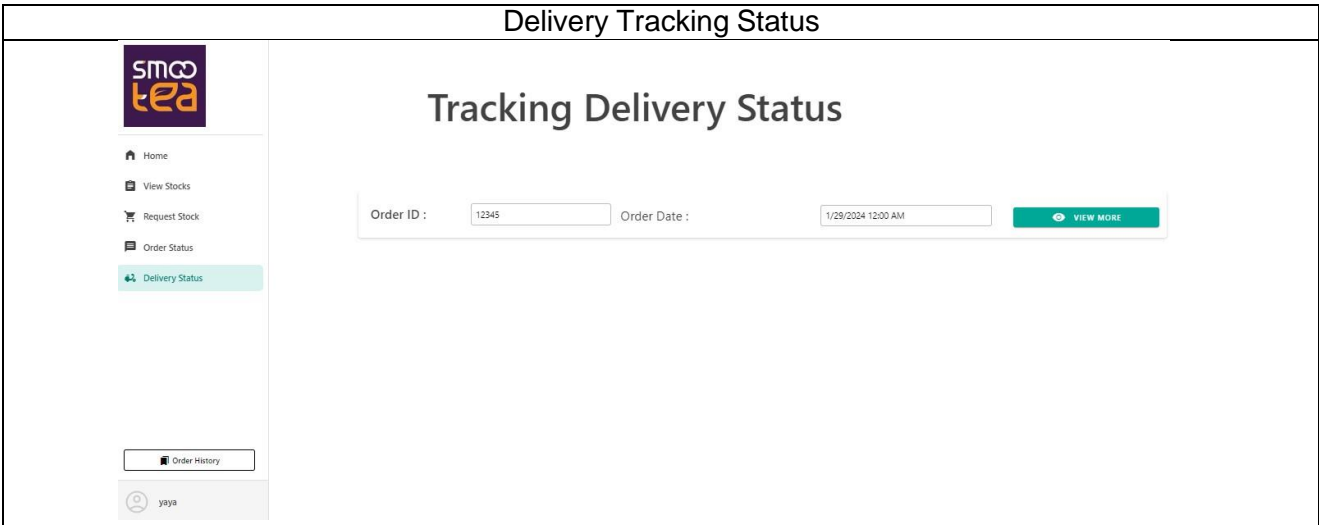 Delivery Tracking Status
smoo
tea
Tracking Delivery Status
Home
View Stocks
Request Stock
Order Status
Delivery Status
Order ID : 12345 Order Date : 1/29/2024 12:00 AM VIEW MORE
Order History
yaya